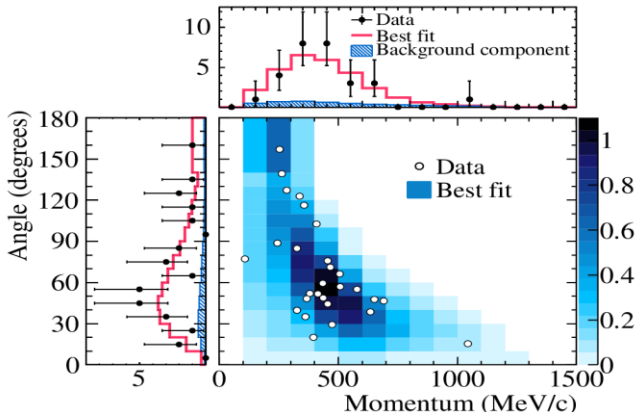 10
5
Data
Best fit
Background component
Angle (degrees)
180
150
120
90
60
30
0
5
Data
Best fit
1
0.8
0.6
0.4
0.2
0
0 500 1000 1500
Momentum (MeV/c)